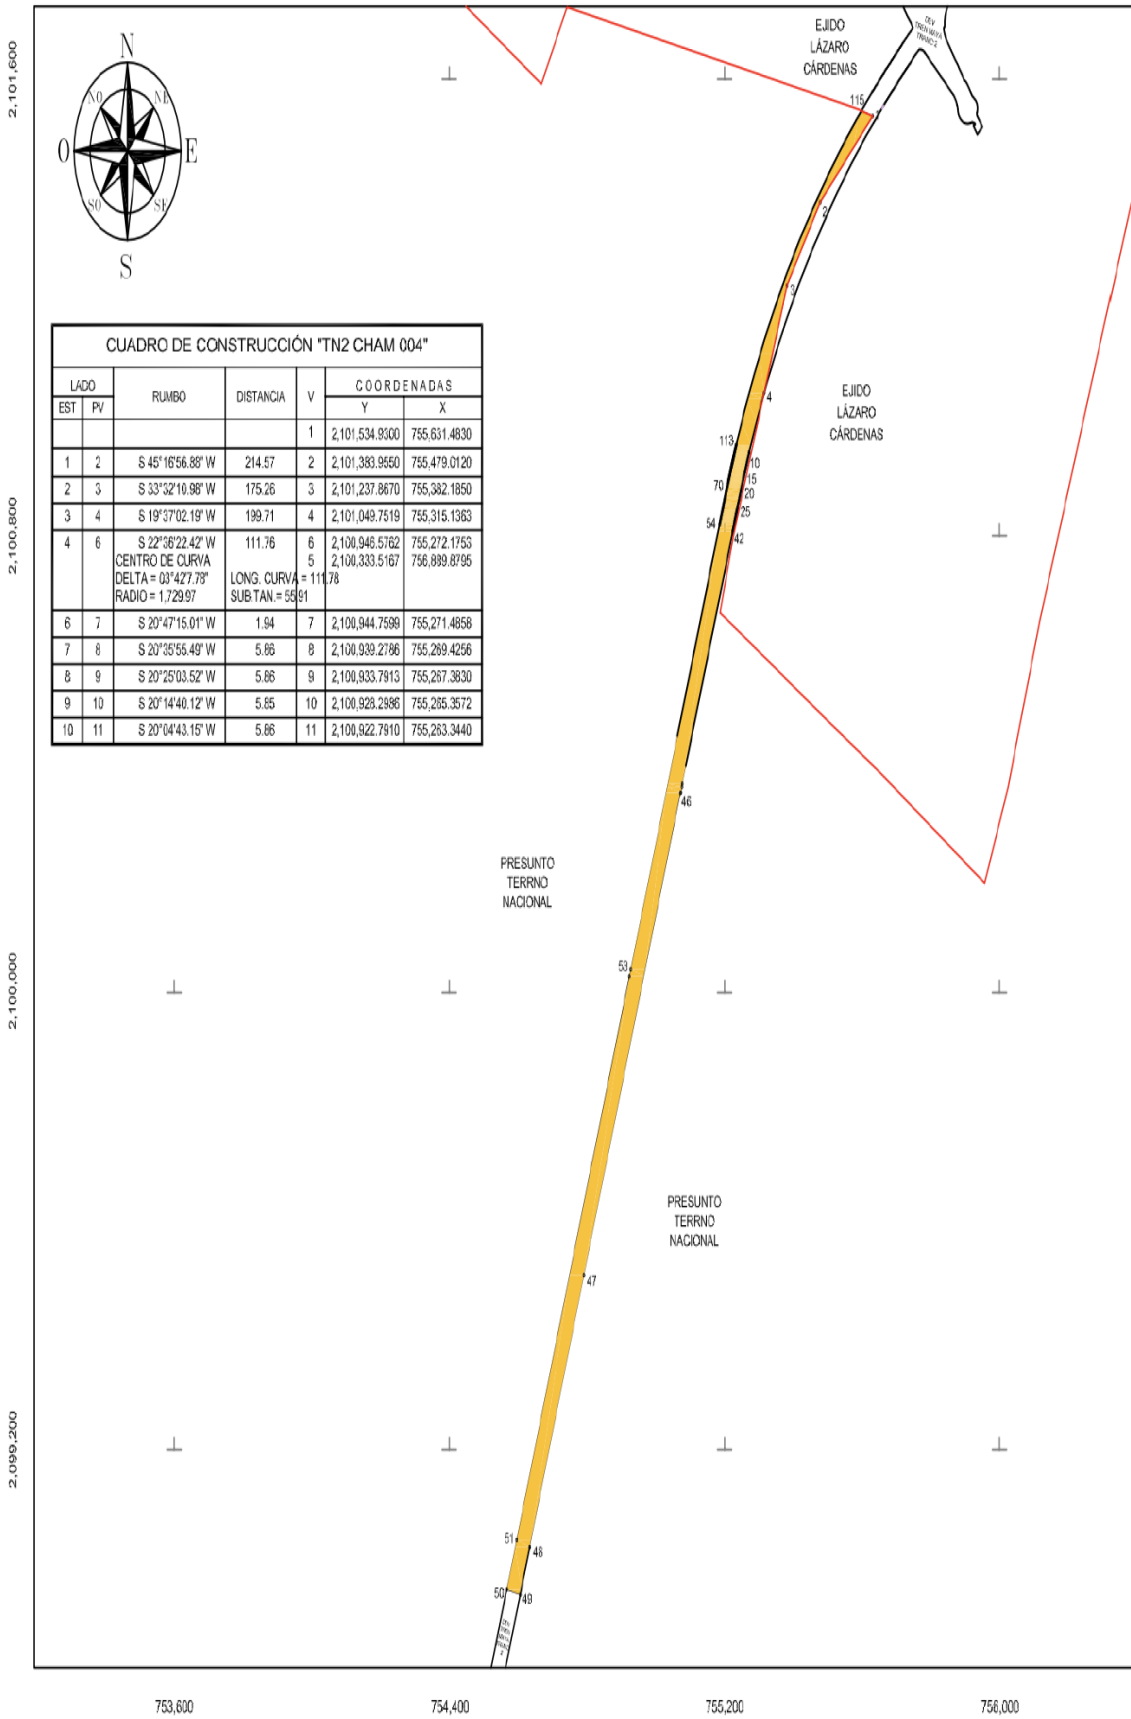 N
NO NE
O E
SO SE
S
CUADRO DE CONSTRUCCIÓN "TN2 CHAM 004"
LADO RUMBO DISTANCIA V COORDENADAS
EST PV Y X
1 2,101,534.9300 755,631.4830
1 2 S 45°16'56.88" W 214.57 2 2,101,383.9550 755,479.0120
2 3 S 33°32'10.98" W 175.26 3 2,101,237.8670 755,382.1850
3 4 S 19°37'02.19" W 199.71 4 2,101,049.7519 755,315.1363
4 6 S 22°36'22.42" W 111.76 6 2,100,946.5762 755,272.1753
CENTRO DE CURVA 5 2,100,333.5167 756,889.8795
DELTA = 03°42'7.78" LONG. CURVA = 111.78
RADIO = 1,729.97 SUB.TAN.= 55.91
6 7 S 20°47'15.01" W 1.94 7 2,100,944.7599 755,271.4858
7 8 S 20°35'55.49" W 5.86 8 2,100,939.2786 755,269.4256
8 9 S 20°25'03.52" W 5.86 9 2,100,933.7913 755,267.3830
9 10 S 20°14'40.12" W 5.85 10 2,100,928.2986 755,265.3572
10 11 S 20°04'43.15" W 5.86 11 2,100,922.7910 755,263.3440
EJIDO
LÁZARO
CÁRDENAS
115
1
2
3
4
EJIDO
LÁZARO
CÁRDENAS
113
10
15
70
20
25
54
42
46
PRESUNTO
TERRNO
NACIONAL
53
PRESUNTO
TERRNO
NACIONAL
47
51
48
50
49
2,101,600
2,100,800
2,100,000
2,099,200
753,600 754,400 755,200 756,000